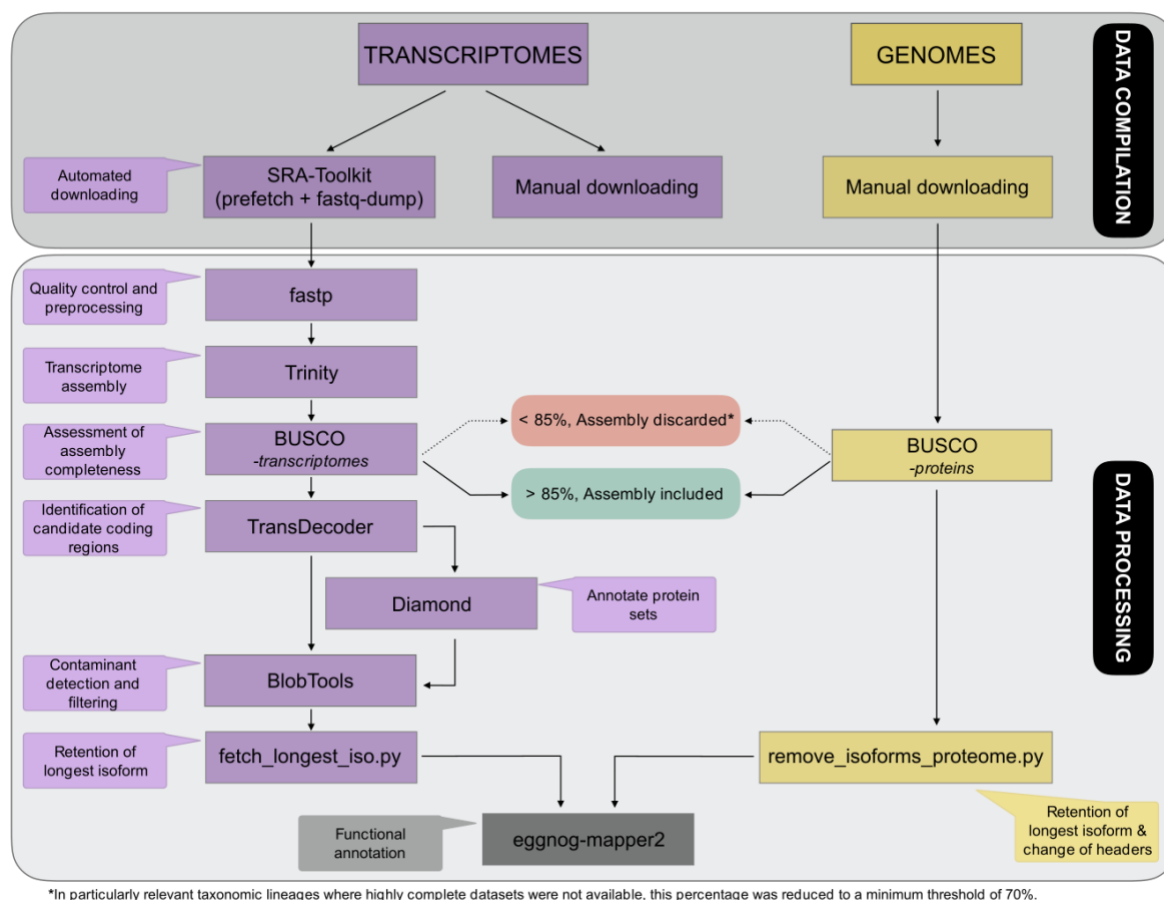 TRANSCRIPTOMES
GENOMES
DATA COMPILATION
Automated
downloading
SRA-Toolkit
(prefetch + fastq-dump)
Manual downloading
Manual downloading
Quality control and
preprocessing
fastp
Transcriptome
assembly
Trinity
< 85%, Assembly discarded*
Assessment of
assembly
completeness
BUSCO
-transcriptomes
BUSCO
-proteins
> 85%, Assembly included
DATA PROCESSING
Identification of
candidate coding
regions
TransDecoder
Diamond
Annotate protein
sets
Contaminant
detection and
filtering
BlobTools
Retention of
longest isoform
fetch_longest_iso.py
remove_isoforms_proteome.py
Functional
annotation
eggnog-mapper2
Retention of
longest isoform &
change of headers
*In particularly relevant taxonomic lineages where highly complete datasets were not available, this percentage was reduced to a minimum threshold of 70%.